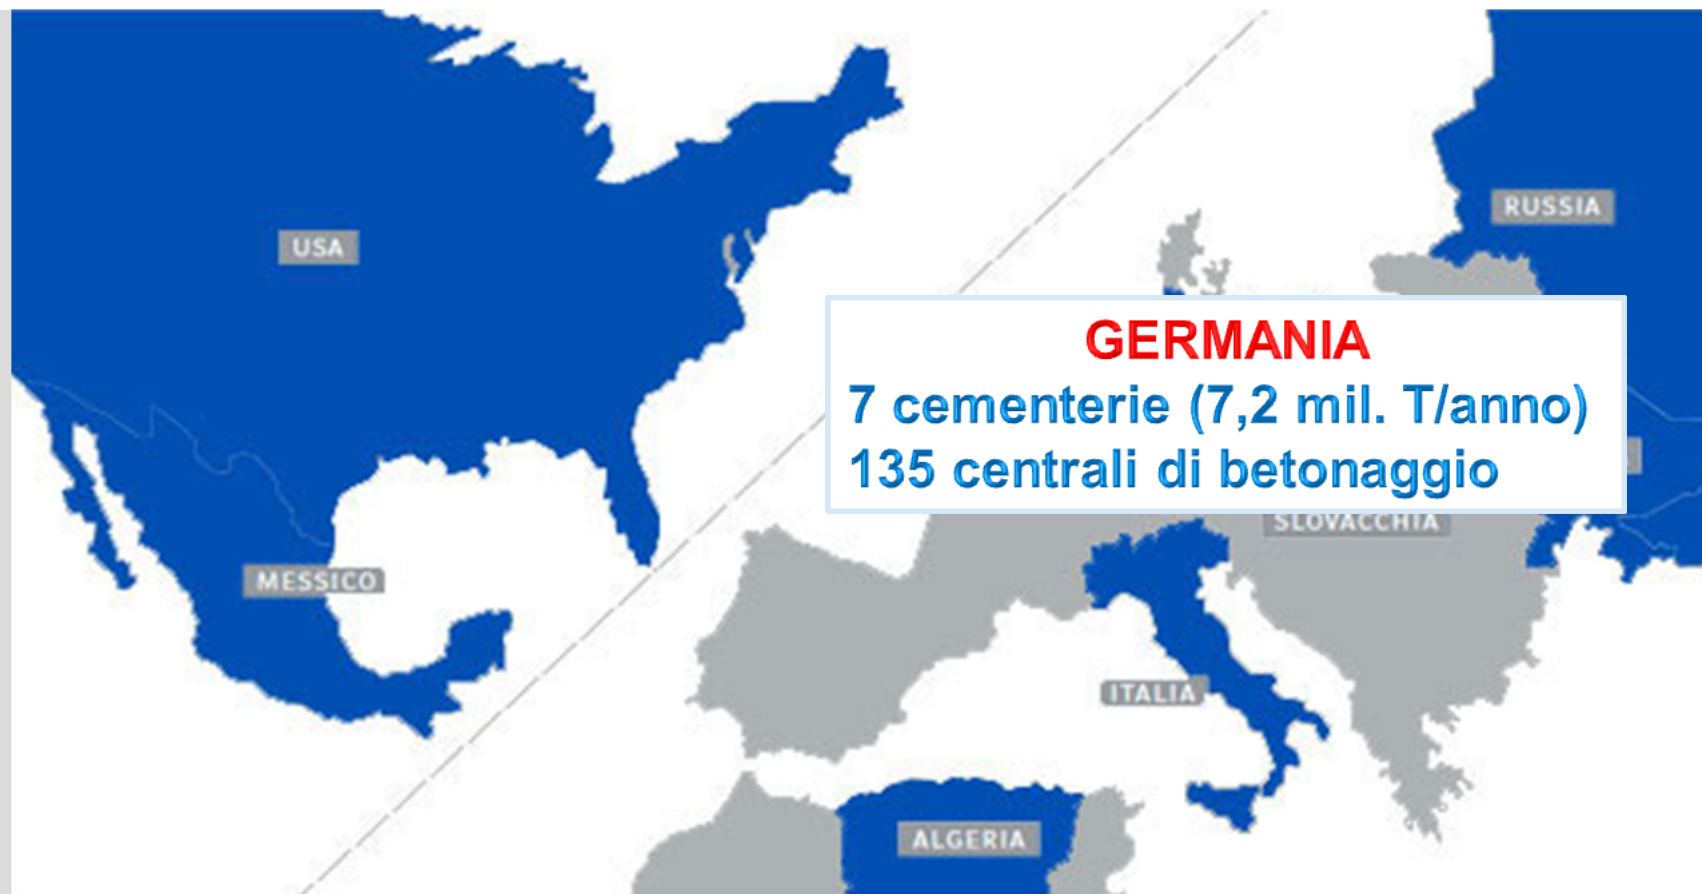 USA
RUSSIA
GERMANIA
7 cementerie (7,2 mil. T/anno)
135 centrali di betonaggio
SLOVACCHIA
MESSICO
ITALIA
ALGERIA